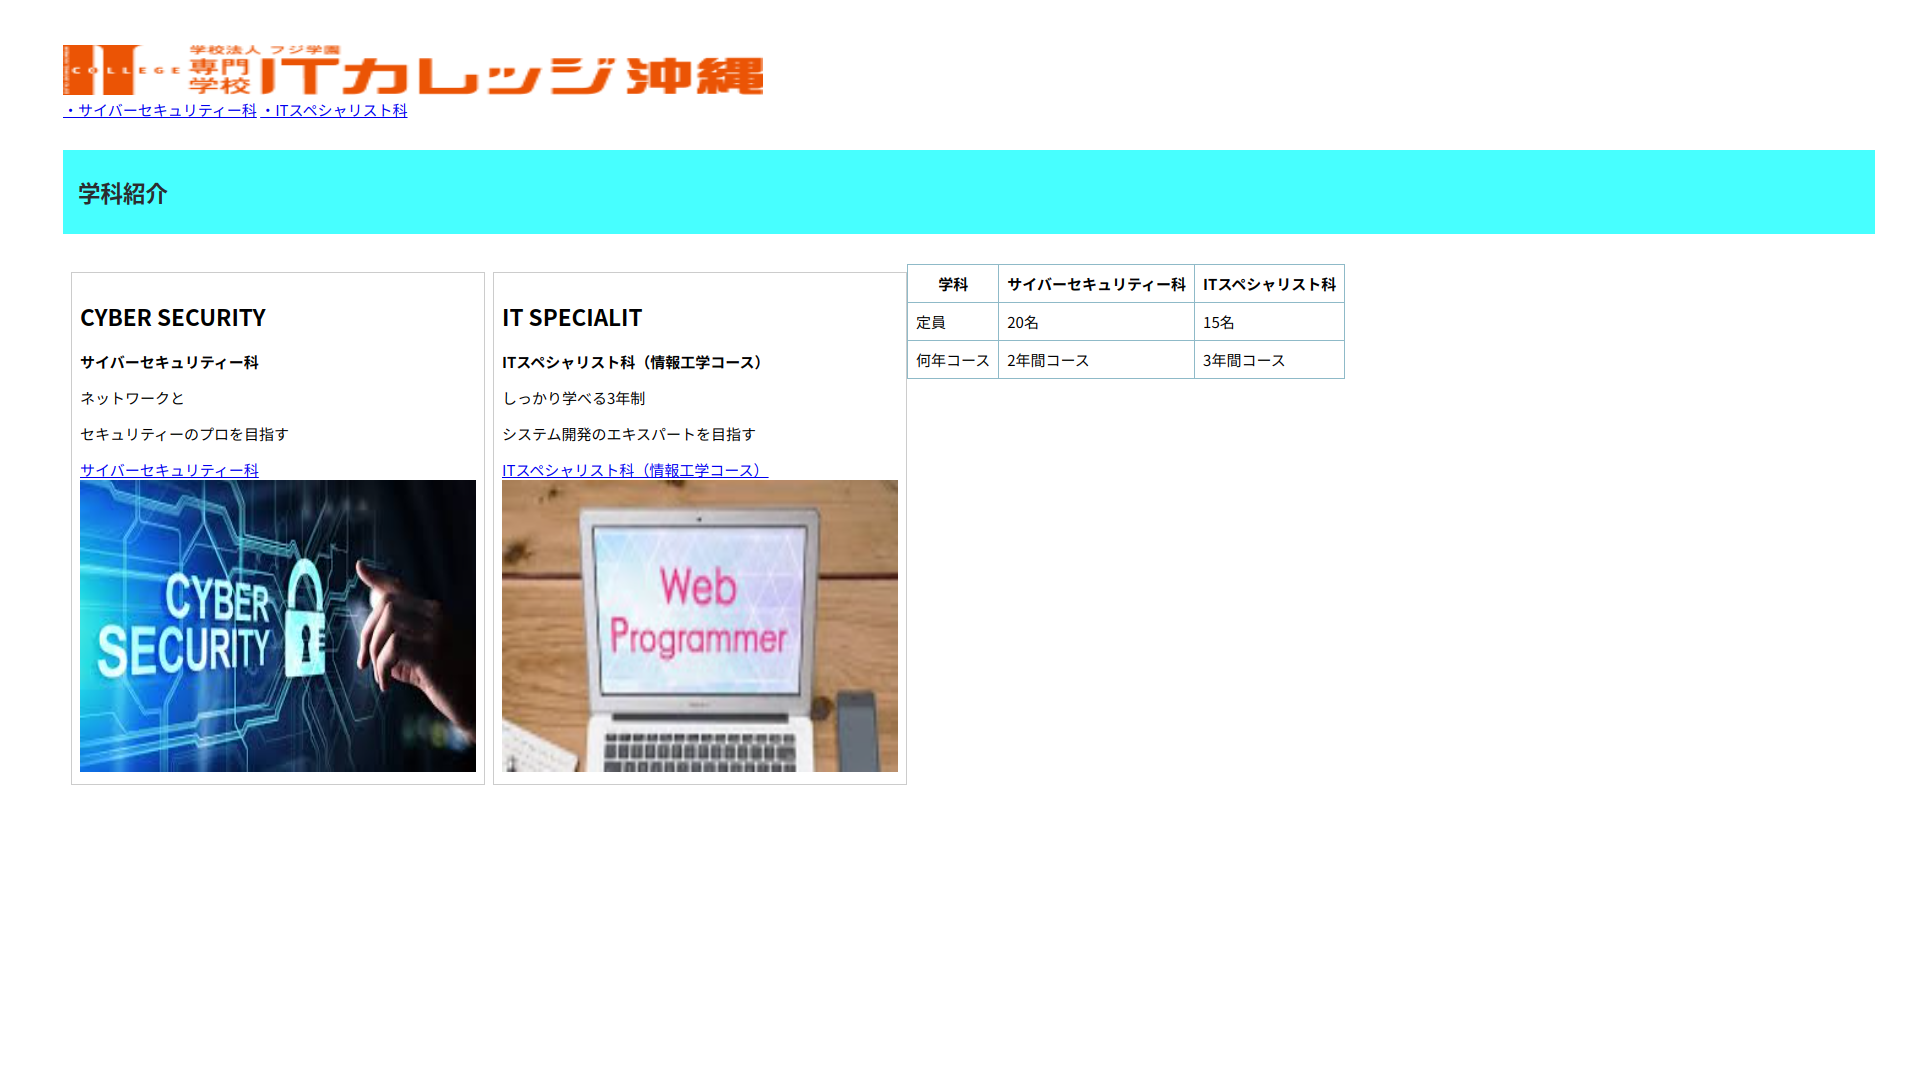 COLLEGE
学校法人 フジ学園
専門学校 ITカレッジ沖縄
・サイバーセキュリティー科 ・ITスペシャリスト科
学科紹介
CYBER SECURITY
サイバーセキュリティー科
ネットワークと
セキュリティーのプロを目指す
サイバーセキュリティー科
CYBER
SECURITY
IT SPECIALIT
ITスペシャリスト科（情報工学コース）
しっかり学べる3年制
システム開発のエキスパートを目指す
ITスペシャリスト科（情報工学コース）
Web
Programmer
学科 サイバーセキュリティー科 ITスペシャリスト科
定員 20名 15名
何年コース 2年間コース 3年間コース